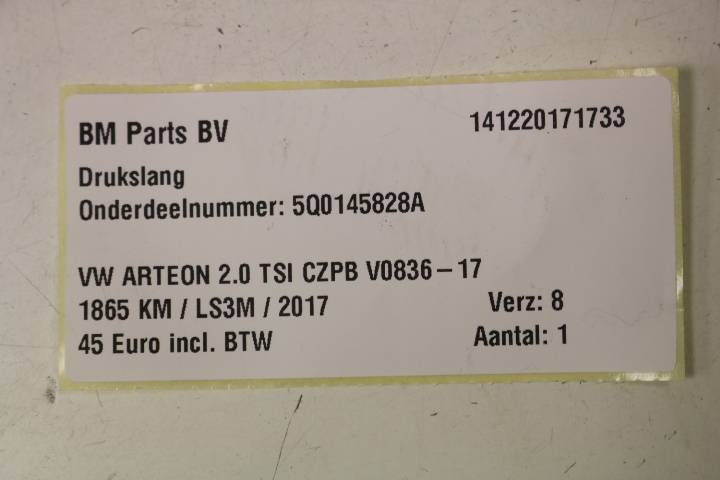 BM Parts BV 141220171733
Drukslang
Onderdeelnummer: 5Q0145828A
VW ARTEON 2.0 TSI CZPB V0836-17
1865 KM / LS3M / 2017 Verz: 8
45 Euro incl. BTW Aantal: 1